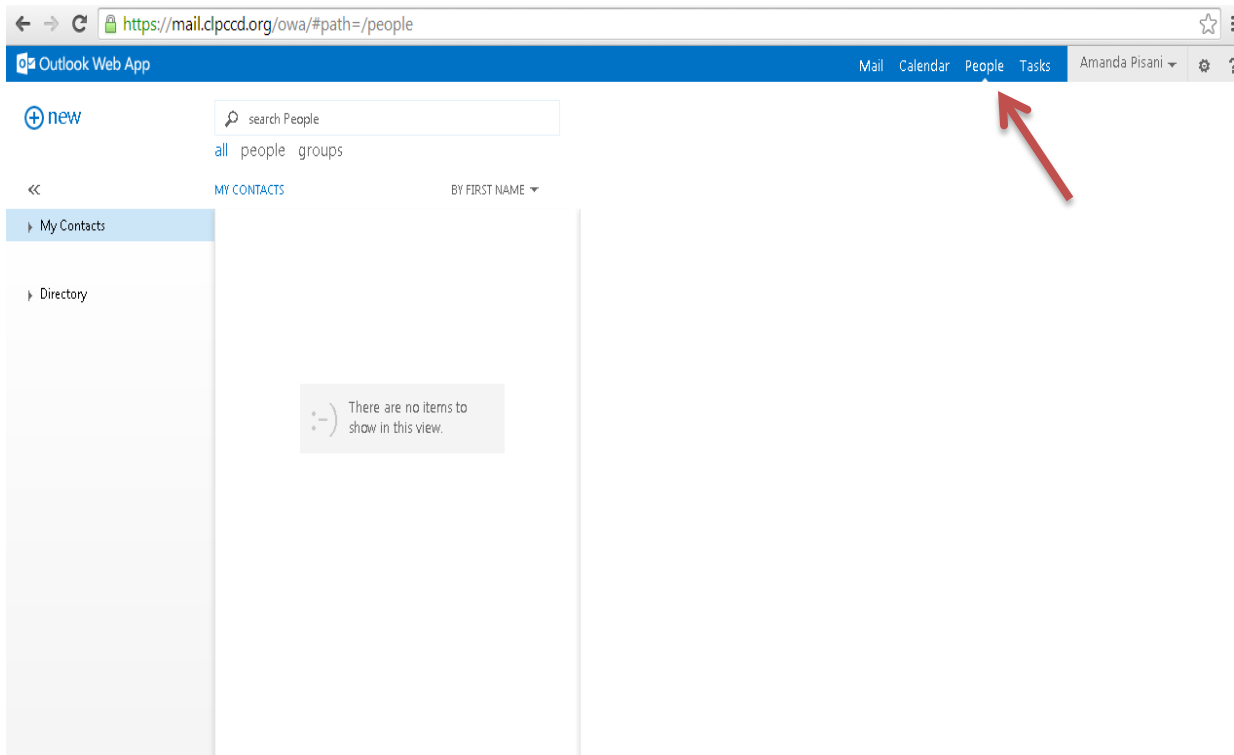 https://mail.clpccd.org/owa/#path=/people
Outlook Web App Mail Calendar People Tasks Amanda Pisani ?
new search People
all people groups
MY CONTACTS BY FIRST NAME
My Contacts
Directory
:-) There are no items to
show in this view.